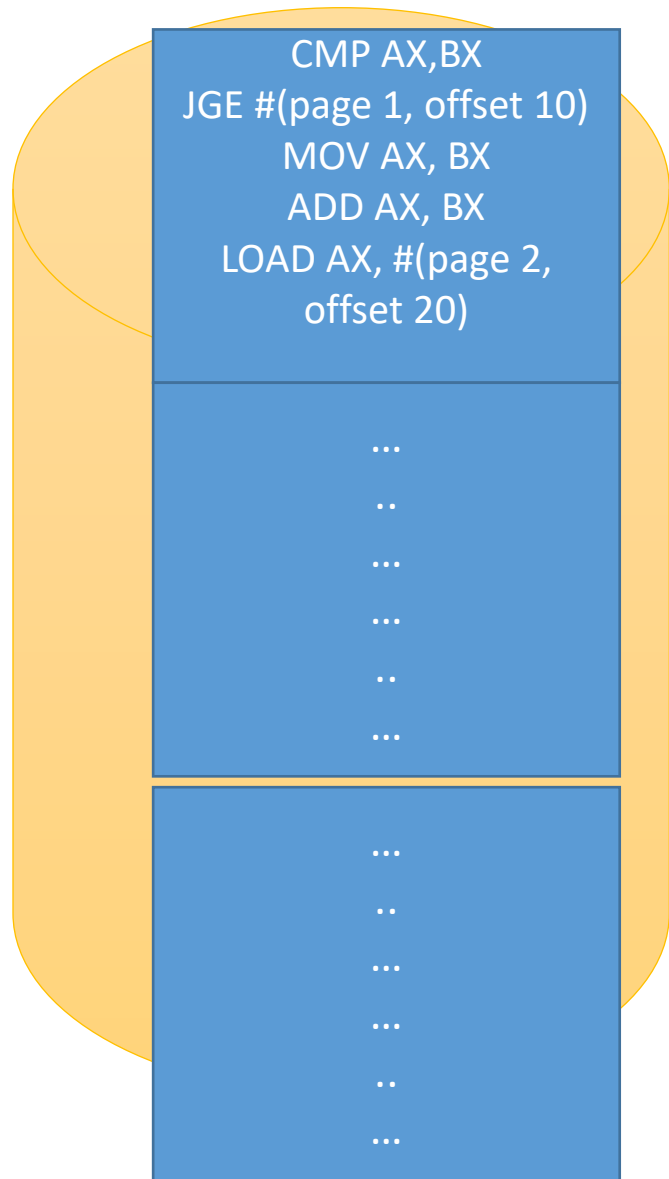 CMP AX,BX
JGE #(page 1, offset 10)
MOV AX, BX
ADD AX, BX
LOAD AX, #(page 2,
offset 20)
...
..
...
...
..
...
...
..
...
...
..
...